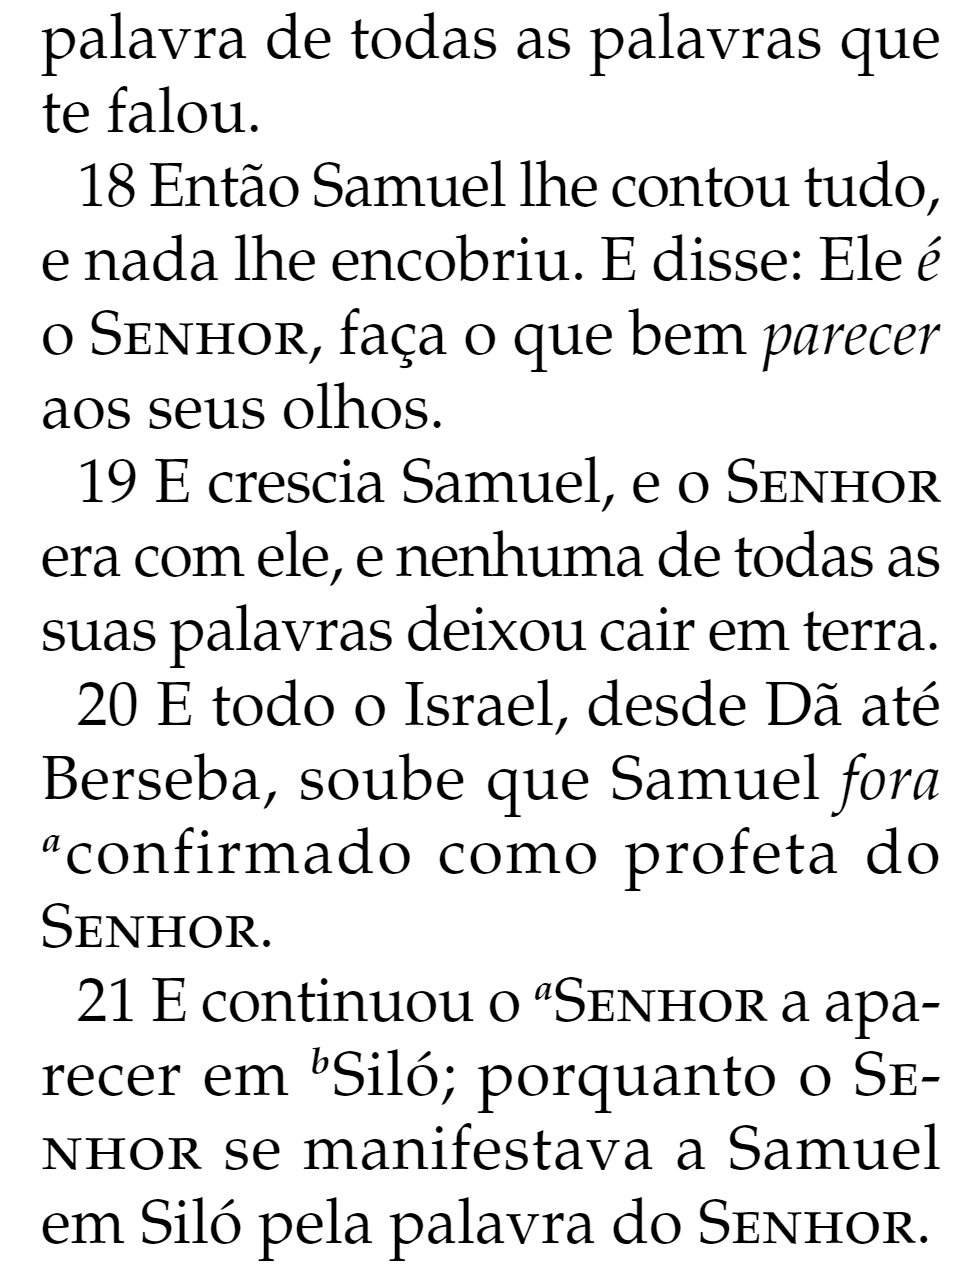 palavra de todas as palavras que
te falou.
18 Então Samuel lhe contou tudo,
e nada lhe encobriu. E disse: Ele é
o SENHOR, faça o que bem parecer
aos seus olhos.
19 E crescia Samuel, e o SENHOR
era com ele, e nenhuma de todas as
suas palavras deixou cair em terra.
20 E todo o Israel, desde Dã até
Berseba, soube que Samuel fora
aconfirmado como profeta do
SENHOR.
21 E continuou o aSENHOR a apa-
recer em bSiló; porquanto o SE-
NHOR se manifestava a Samuel
em Siló pela palavra do SENHOR.